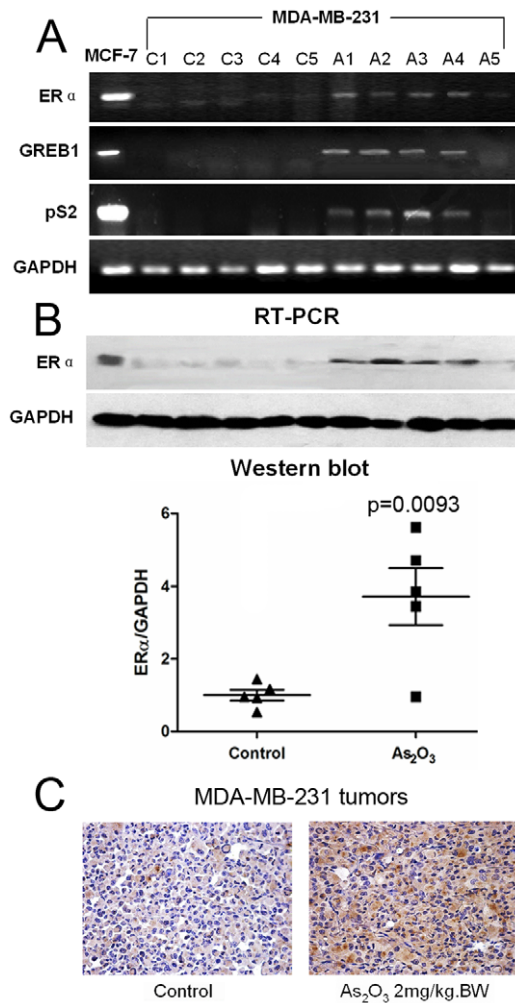 A
MDA-MB-231
MCF-7 C1 C2 C3 C4 C5 A1 A2 A3 A4 A5
ER α
GREB1
pS2
GAPDH
RT-PCR
B
ER α
GAPDH
Western blot
p=0.0093
6
4
2
0
ERα/GAPDH
Control
As₂O₃
C
MDA-MB-231 tumors
Control
As₂O₃ 2mg/kg.BW